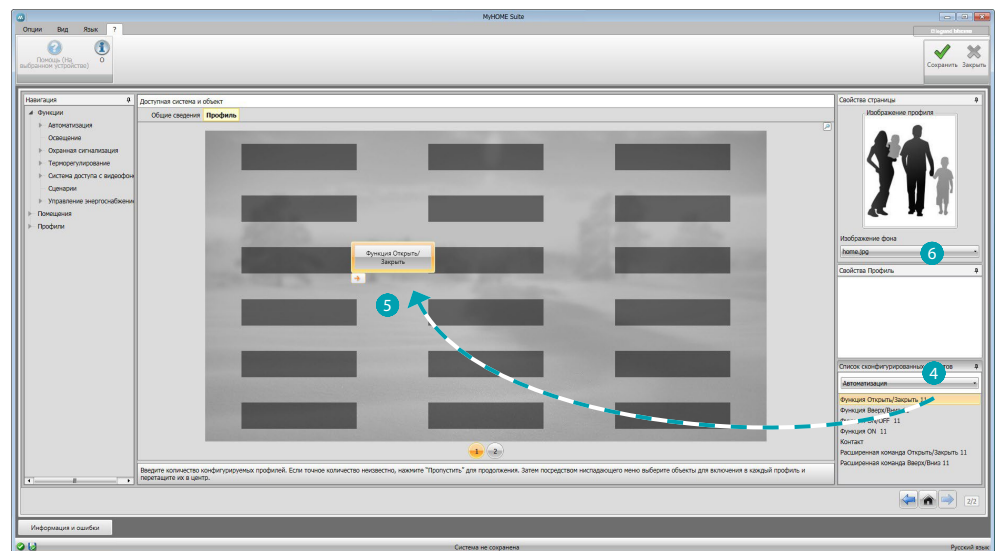 MyHOME Suite
Опции Вид Язык ?
Помощь (На
выбранном устройстве)
О
Сохранить Закрыть
Навигация
Функции
Автоматизация
Освещение
Охранная сигнализация
Терморегулирование
Система доступа с видеофон
Сценарии
Управление энергоснабжени
Помещения
Профили
Доступная система и объект
Общие сведения Профиль
Функция Открыть/
Закрыть
5
1 2
Введите количество конфигурируемых профилей. Если точное количество неизвестно, нажмите "Пропустить" для продолжения. Затем посредством ниспадающего меню выберите объекты для включения в каждый профиль и
перетащите их в центр.
Свойства страницы
Изображение профиля
Изображение фона
home.jpg
6
Свойства Профиль
Список сконфигурированных
4
Автоматизация
Функция Открыть/Закрыть 11
Функция Вверх/Вниз
Функция ON/OFF 11
Функция ON 11
Контакт
Расширенная команда Открыть/Закрыть 11
Расширенная команда Вверх/Вниз 11
2/2
Информация и ошибки
Система не сохранена
Русский язык